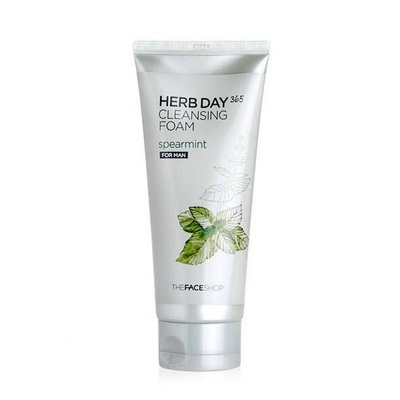 HERB DAY 365
CLEANSING
FOAM
spearmint
FOR MAN
THEFACESHOP